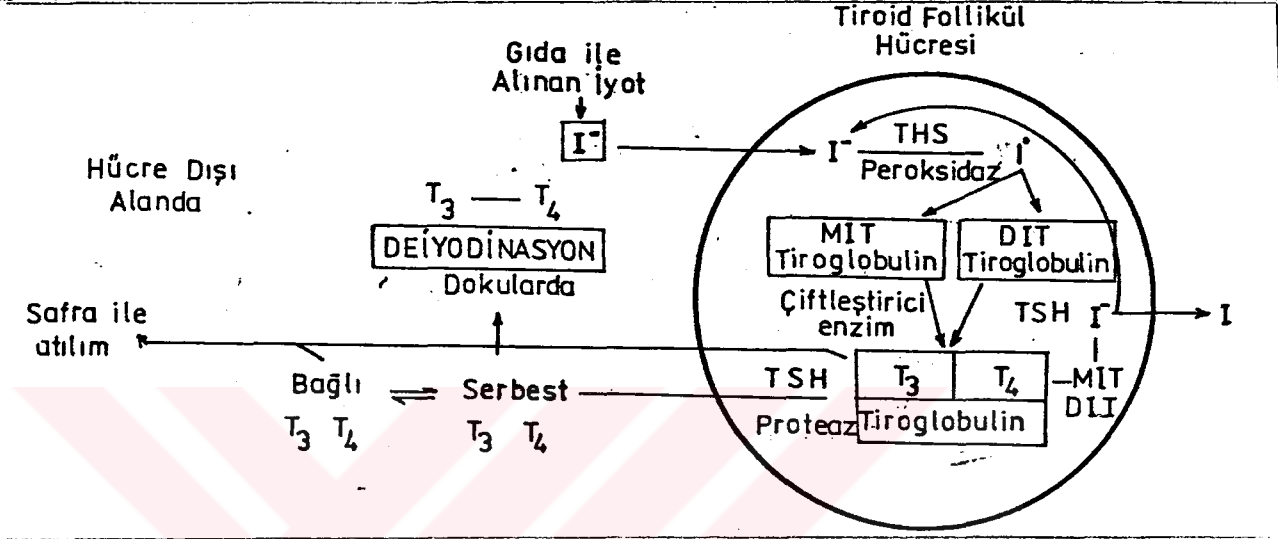 Tiroid Follikül
Hücresi
Gıda ile
Alınan İyot
I⁻
Hücre Dışı
Alanda
T₃ — T₄
DEİYODİNASYON
Dokularda
I⁻ THS I°
Peroksidaz
MIT
Tiroglobulin
DIT
Tiroglobulin
Çiftleştirici
enzim
TSH I⁻ I
Safra ile
atılım
Bağlı ⇌ Serbest
T₃ T₄ T₃ T₄
TSH
Proteaz
T₃ T₄
Tiroglobulin
MIT
DIT